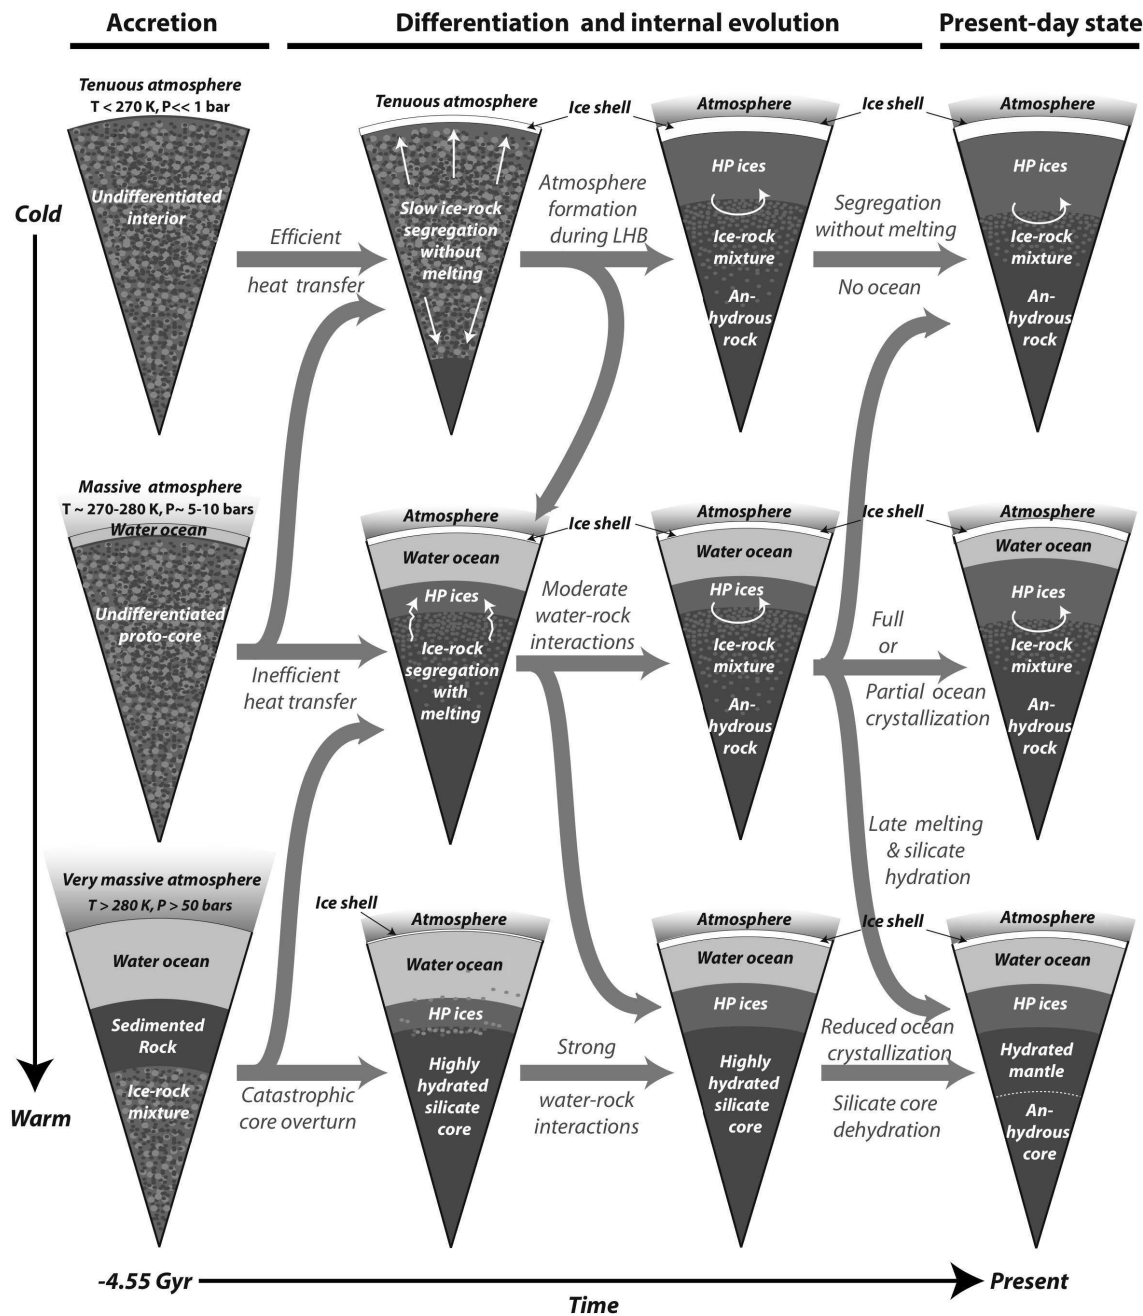 Accretion
Differentiation and internal evolution
Present-day state
Tenuous atmosphere
T < 270 K, P<< 1 bar
Undifferentiated
interior
Efficient
heat transfer
Tenuous atmosphere
Slow ice-rock
segregation
without
melting
Ice shell
Atmosphere
formation
during LHB
Atmosphere
HP ices
Ice-rock
mixture
An-
hydrous
rock
Ice shell
Segregation
without melting
No ocean
Atmosphere
HP ices
Ice-rock
mixture
An-
hydrous
rock
Cold
Massive atmosphere
T ~ 270-280 K, P~ 5-10 bars
Water ocean
Undifferentiated
proto-core
Inefficient
heat transfer
Atmosphere
Water ocean
HP ices
Ice-rock
segregation
with
melting
Ice shell
Moderate
water-rock
interactions
Atmosphere
Water ocean
HP ices
Ice-rock
mixture
An-
hydrous
rock
Ice shell
Full
or
Partial ocean
crystallization
Atmosphere
Water ocean
HP ices
Ice-rock
mixture
An-
hydrous
rock
Late melting
& silicate
hydration
Very massive atmosphere
T > 280 K, P > 50 bars
Water ocean
Sedimented
Rock
Ice-rock
mixture
Catastrophic
core overturn
Ice shell
Atmosphere
Water ocean
HP ices
Highly
hydrated
silicate
core
Strong
water-rock
interactions
Atmosphere
Water ocean
HP ices
Highly
hydrated
silicate
core
Ice shell
Reduced ocean
crystallization
Silicate core
dehydration
Atmosphere
Water ocean
HP ices
Hydrated
mantle
An-
hydrous
core
Warm
-4.55 Gyr
Present
Time